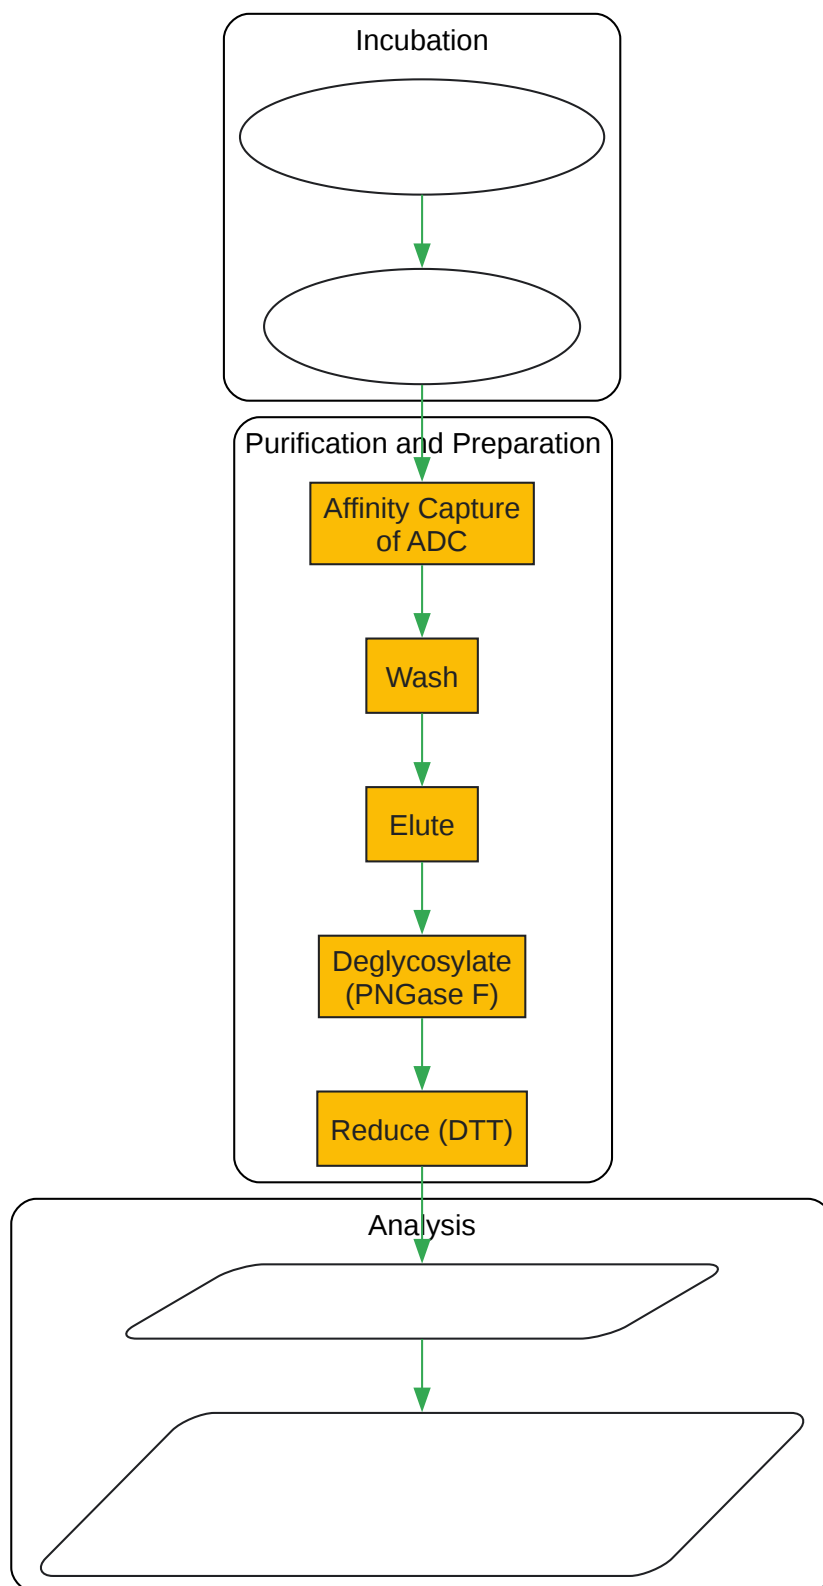 Incubation
Purification and Preparation
Affinity Capture
of ADC
Wash
Elute
Deglycosylate
(PNGase F)
Reduce (DTT)
Analysis